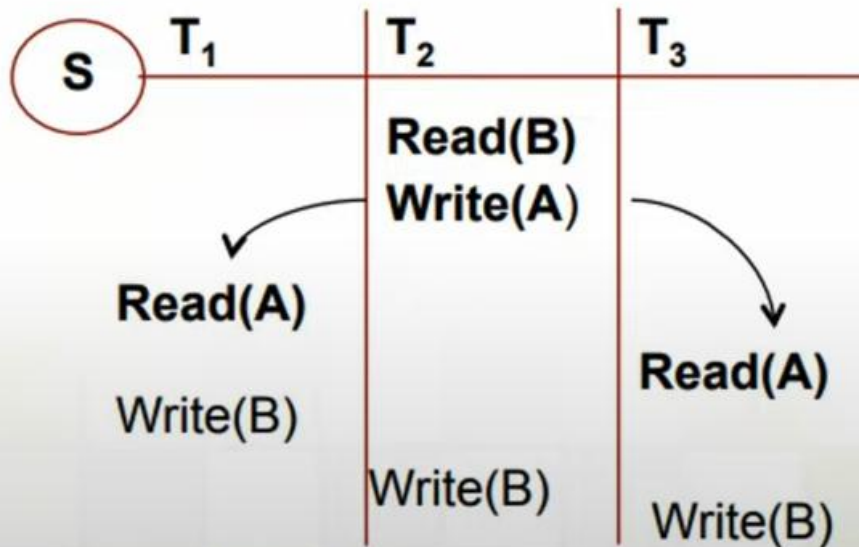 S T₁ T₂ T₃
Read(B)
Write(A)
Read(A)
Read(A)
Write(B)
Write(B)
Write(B)